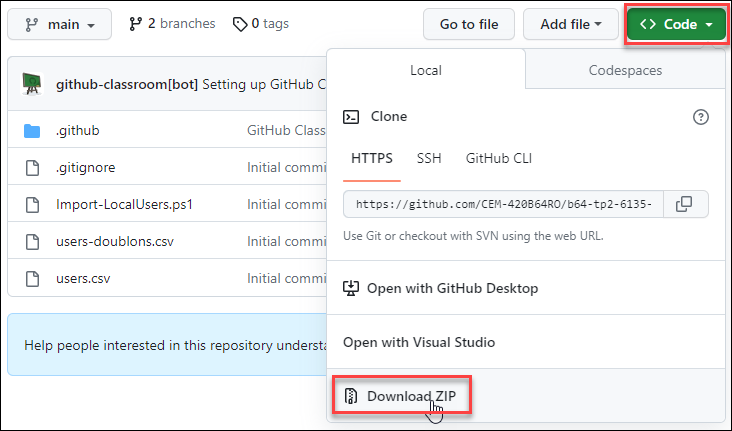 main
2 branches
0 tags
Go to file
Add file
<> Code
github-classroom[bot] Setting up GitHub C
.github GitHub Class
.gitignore Initial commi
Import-LocalUsers.ps1 Initial commi
users-doublons.csv Initial commi
users.csv Initial commi
Help people interested in this repository understa
Local
Codespaces
Clone
HTTPS
SSH
GitHub CLI
https://github.com/CEM-420B64RO/b64-tp2-6135-
Use Git or checkout with SVN using the web URL.
Open with GitHub Desktop
Open with Visual Studio
Download ZIP